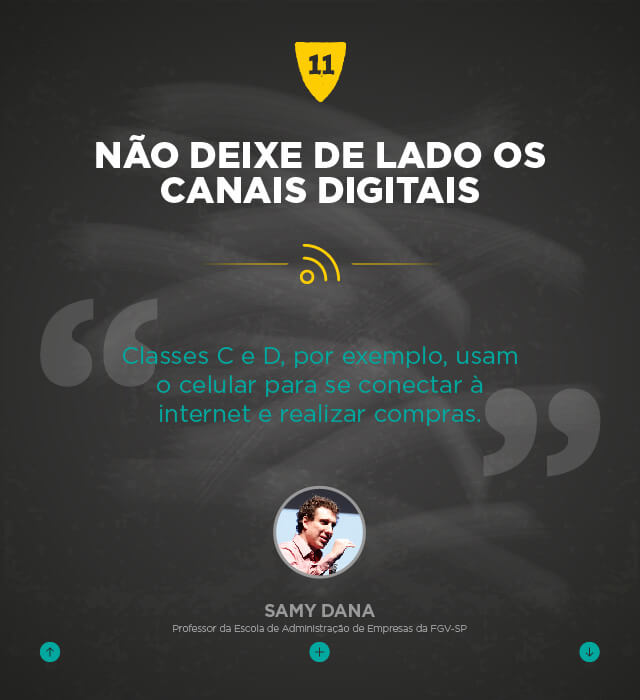 11
NÃO DEIXE DE LADO OS
CANAIS DIGITAIS
“
Classes C e D, por exemplo, usam
o celular para se conectar à
internet e realizar compras.
”
SAMY DANA
Professor da Escola de Administração de Empresas da FGV-SP